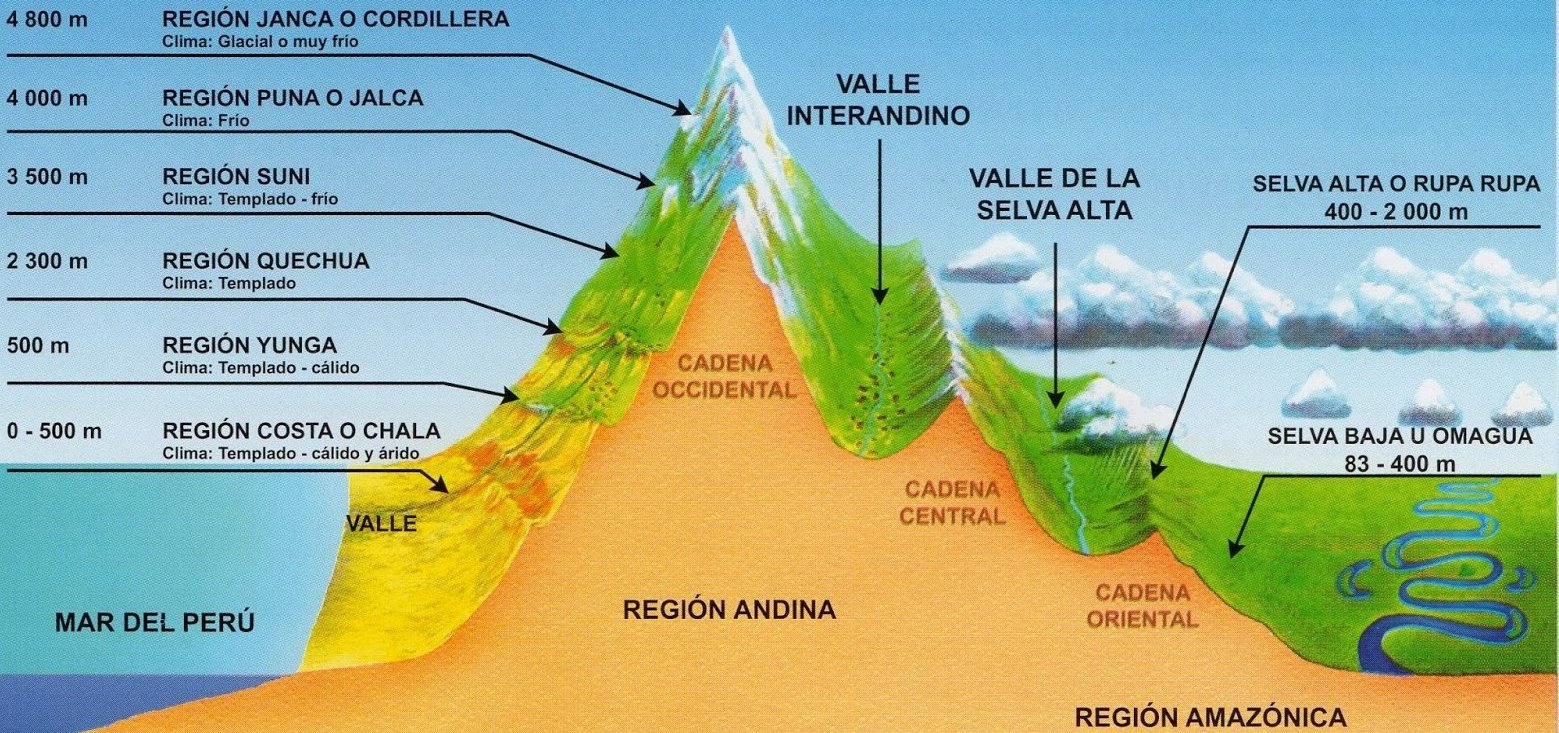 4 800 m REGIÓN JANCA O CORDILLERA
Clima: Glacial o muy frío
4 000 m REGIÓN PUNA O JALCA
Clima: Frío
3 500 m REGIÓN SUNI
Clima: Templado - frío
2 300 m REGIÓN QUECHUA
Clima: Templado
500 m REGIÓN YUNGA
Clima: Templado - cálido
0 - 500 m REGIÓN COSTA O CHALA
Clima: Templado - cálido y árido
VALLE
MAR DEL PERÚ
VALLE
INTERANDINO
VALLE DE LA
SELVA ALTA
SELVA ALTA O RUPA RUPA
400 - 2 000 m
SELVA BAJA U OMAGUA
83 - 400 m
CADENA
OCCIDENTAL
CADENA
CENTRAL
CADENA
ORIENTAL
REGIÓN ANDINA
REGIÓN AMAZÓNICA